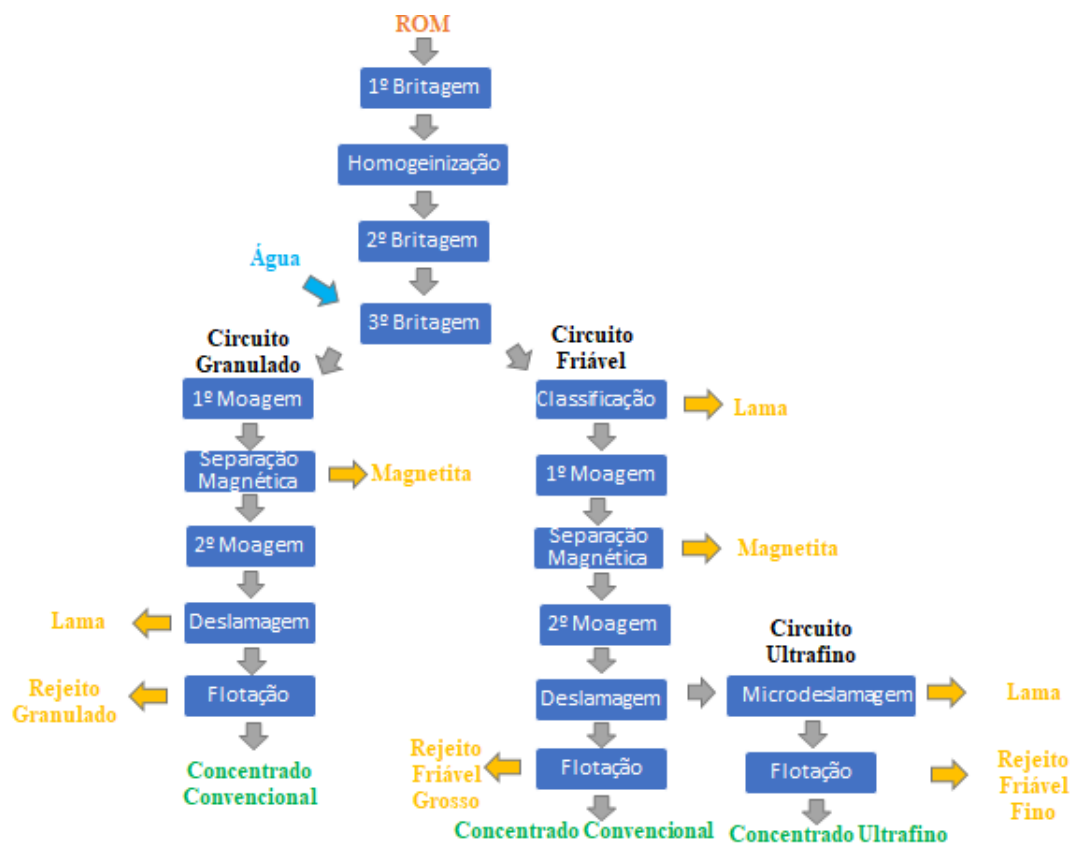 ROM
1º Britagem
Homogeinização
2º Britagem
Água
3º Britagem
Circuito
Granulado
1º Moagem
Separação
Magnética
Magnetita
2º Moagem
Deslamagem
Lama
Flotação
Rejeito
Granulado
Concentrado
Convencional
Circuito
Friável
Classificação
Lama
1º Moagem
Separação
Magnética
Magnetita
2º Moagem
Deslamagem
Flotação
Rejeito
Friável
Grosso
Concentrado Convencional
Circuito
Ultrafino
Microdeslamagem
Lama
Flotação
Rejeito
Friável
Fino
Concentrado Ultrafino